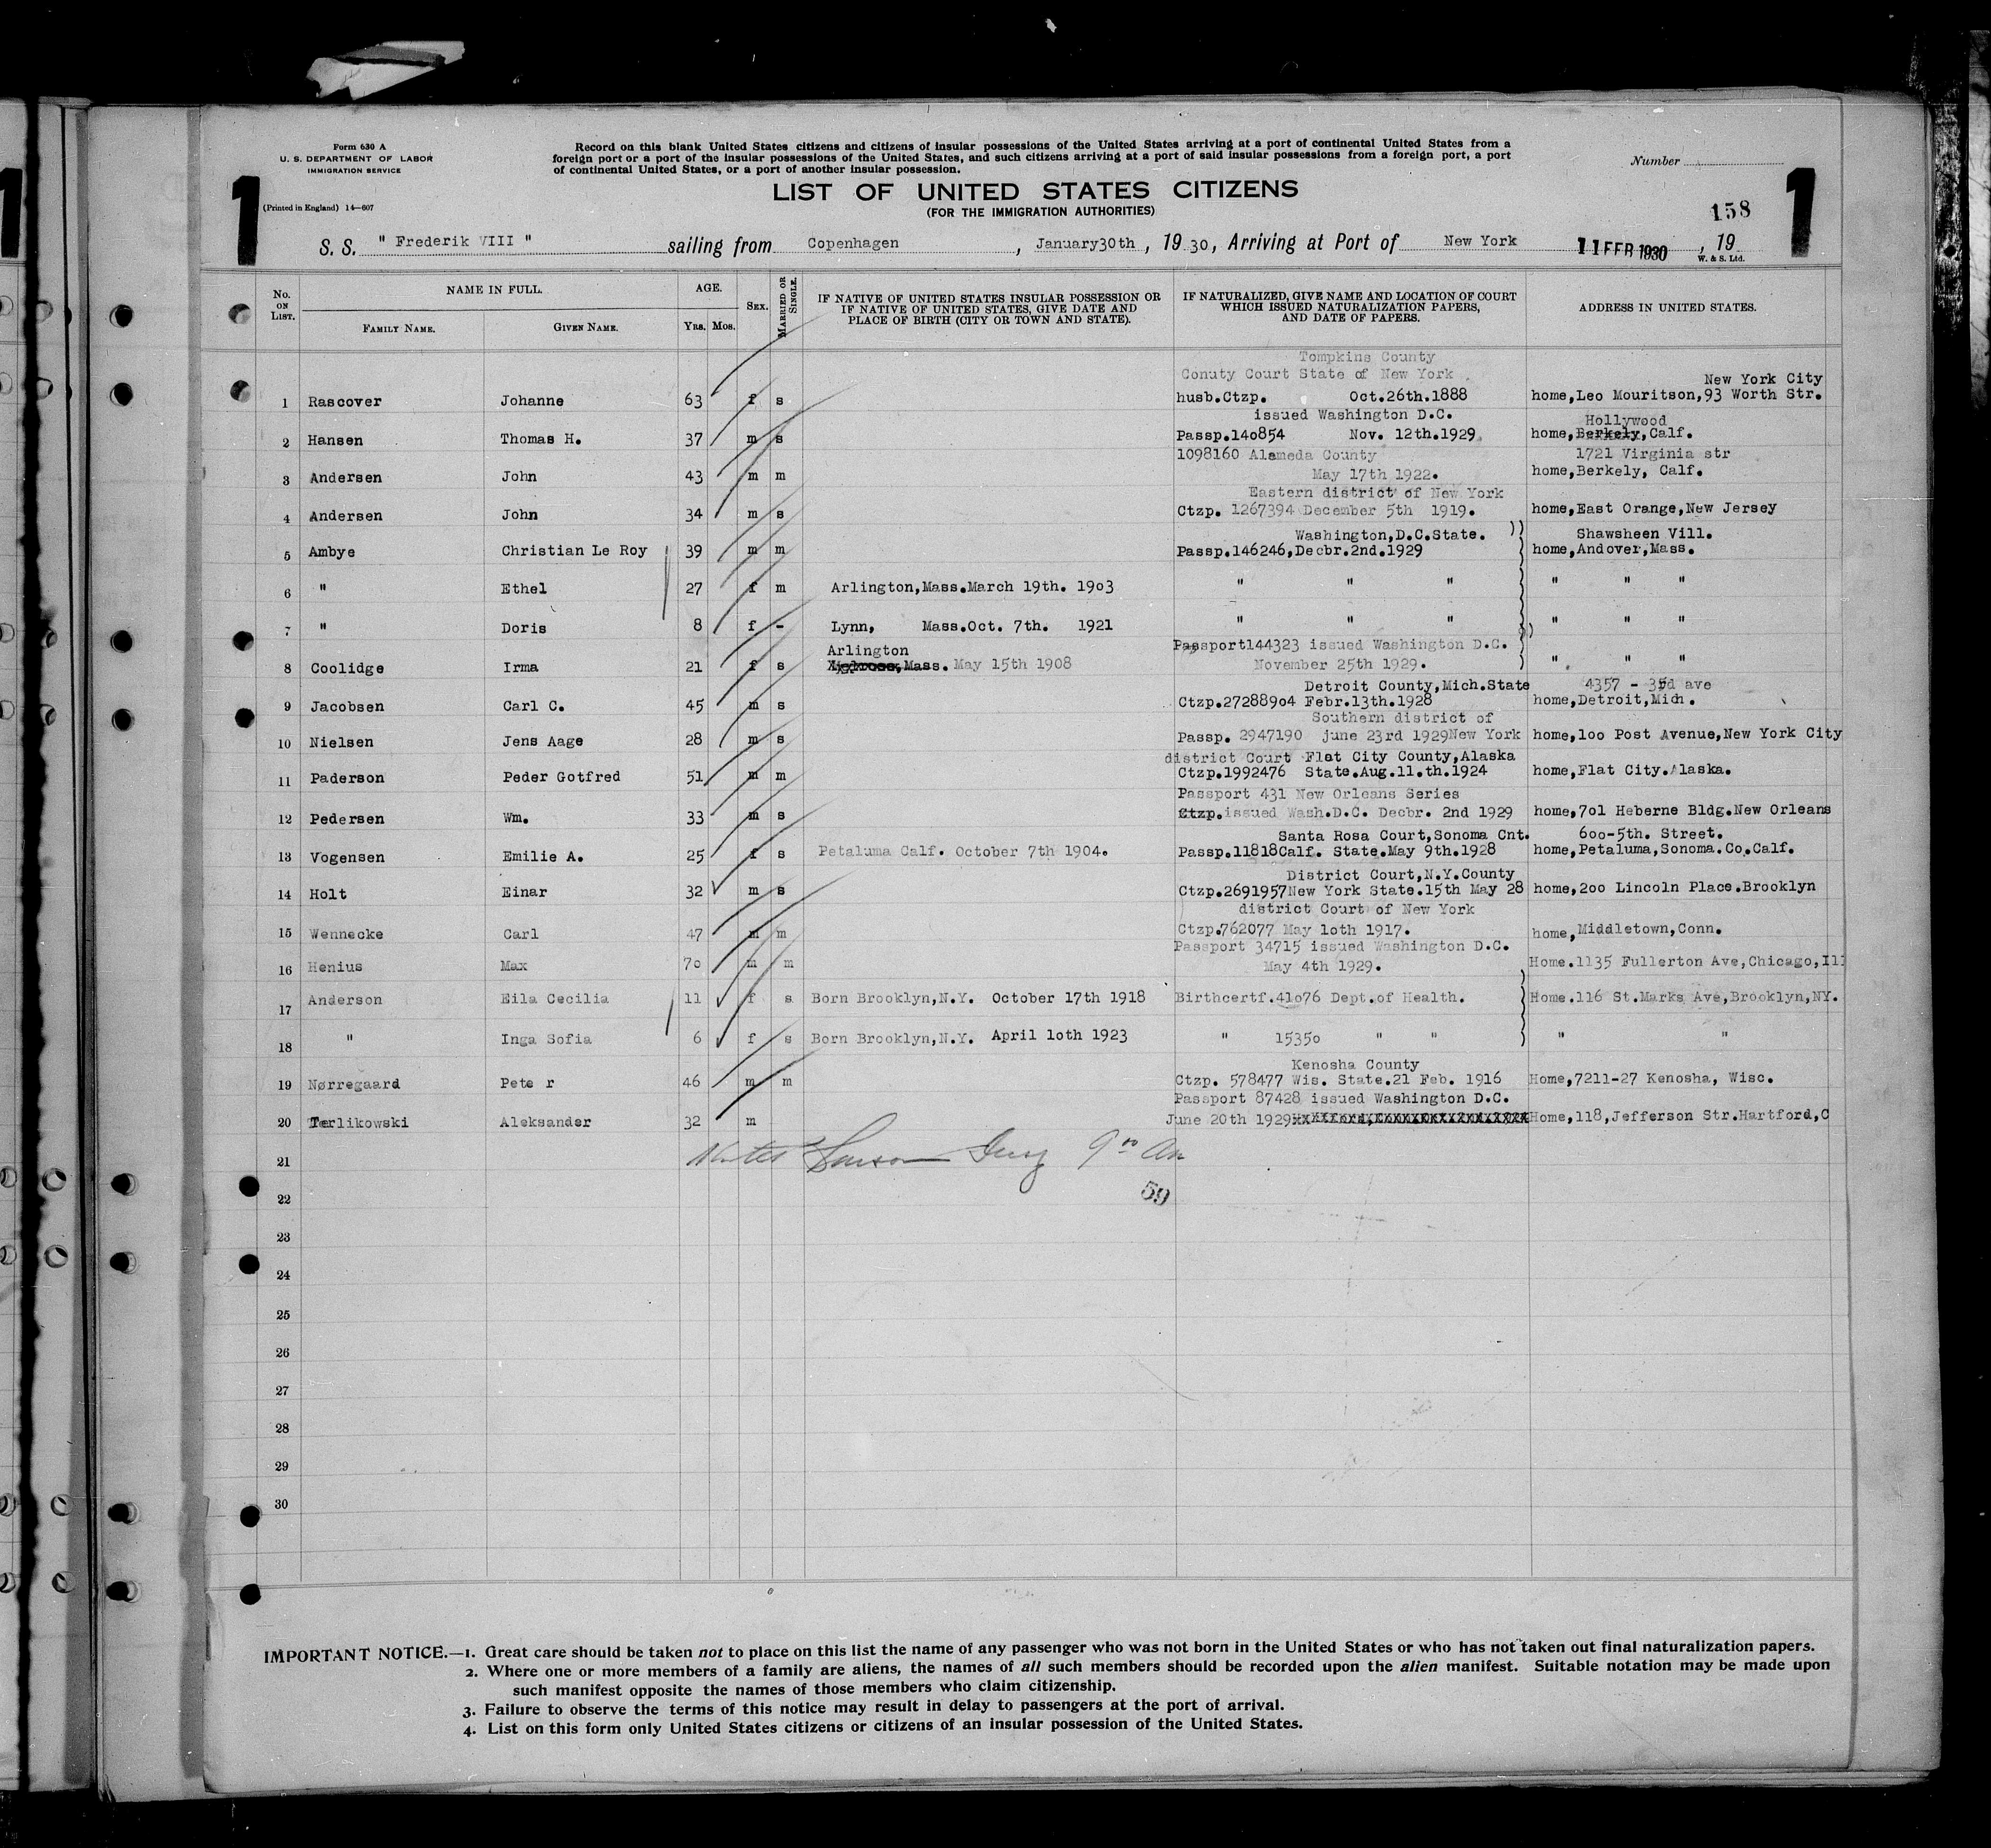 Form 630 A
U. S. DEPARTMENT OF LABOR
IMMIGRATION SERVICE
(Printed in England) 14—607
1
Record on this blank United States citizens and citizens of insular possessions of the United States arriving at a port of continental United States from a
foreign port or a port of the insular possessions of the United States, and such citizens arriving at a port of said insular possessions from a foreign port, a port
of continental United States, or a port of another insular possession.
Number
LIST OF UNITED STATES CITIZENS
(FOR THE IMMIGRATION AUTHORITIES)
158
1
S. S. " Frederik VIII " sailing from Copenhagen, January30th, 1930, Arriving at Port of New York 11 FEB 1930, 19
W. & S. Ltd.
No. ON LIST.
NAME IN FULL.
FAMILY NAME. GIVEN NAME.
AGE.
YRS. MOS.
SEX.
MARRIED OR SINGLE.
IF NATIVE OF UNITED STATES INSULAR POSSESSION OR
IF NATIVE OF UNITED STATES, GIVE DATE AND
PLACE OF BIRTH (CITY OR TOWN AND STATE).
IF NATURALIZED, GIVE NAME AND LOCATION OF COURT
WHICH ISSUED NATURALIZATION PAPERS,
AND DATE OF PAPERS.
ADDRESS IN UNITED STATES.
Tompkins County
Conuty Court State of New York New York City
1 Rascover Johanne 63 f s husb.Ctzp. Oct.26th.1888 home,Leo Mouritson,93 Worth Str.
issued Washington D.C. Hollywood
2 Hansen Thomas H. 37 m s Passp.140854 Nov. 12th.1929. home,Berkely,Calf.
1098160 Alameda County 1721 Virginia str
3 Andersen John 43 m m May 17th 1922. home,Berkely, Calf.
Eastern district of New York
4 Andersen John 34 m s Ctzp. 1267394 December 5th 1919. home,East Orange,New Jersey
Washington,D.C.State. Shawsheen Vill.
5 Ambye Christian Le Roy 39 m m Passp.146246,Decbr.2nd.1929 home,Andover,Mass.
6 " Ethel 27 f m Arlington,Mass.March 19th. 1903 " " " " " "
7 " Doris 8 f - Lynn, Mass.Oct. 7th. 1921 " " " " " "
Arlington Passport144323 issued Washington D.C.
8 Coolidge Irma 21 f s Mass. May 15th 1908 November 25th 1929. " " "
Detroit County,Mich.State 4357 - ave
9 Jacobsen Carl C. 45 m s Ctzp.27288904 Febr.13th.1928 home,Detroit,Mich.
Southern district of
10 Nielsen Jens Aage 28 m s Passp. 2947190 june 23rd 1929New York home,100 Post Avenue,New York City
district Court Flat City County,Alaska
11 Paderson Peder Gotfred 51 m m Ctzp.1992476 State.Aug.11.th.1924 home,Flat City.Alaska.
Passport 431 New Orleans Series
12 Pedersen Wm. 33 m s Ctzp.issued Wash.D.C. Decbr. 2nd 1929 home,701 Heberne Bldg.New Orleans
Santa Rosa Court,Sonoma Cnt. 600-5th. Street.
13 Vogensen Emilie A. 25 f s Petaluma Calf. October 7th 1904. Passp.11818Calf. State.May 9th.1928 home,Petaluma,Sonoma.Co.Calf.
District Court,N.Y.County
14 Holt Einar 32 m s Ctzp.2691957New York State.15th May 28 home,200 Lincoln Place.Brooklyn
district Court of New York
15 Wennecke Carl 47 m m Ctzp.762077 May 10th 1917. home,Middletown,Conn.
Passport 34715 issued Washington D.C.
16 Henius Max 70 m m May 4th 1929. Home.1135 Fullerton Ave,Chicago,Ill
17 Anderson Eila Cecilia 11 f s Born Brooklyn,N.Y. October 17th 1918 Birthcertf.41076 Dept.of Health. Home.116 St.Marks Ave,Brooklyn,NY.
18 " Inga Sofia 6 f s Born Brooklyn,N.Y. April 10th 1923 " 15350 " " " "
Kenosha County
19 Nørregaard Pete r 46 m m Ctzp. 578477 Wis. State.21 Feb. 1916 Home,7211-27 Kenosha, Wisc.
Passport 87428 issued Washington D.C.
20 Terlikowski Aleksander 32 m June 20th 1929 Home,118,Jefferson Str.Hartford,C
21
22 59
23
24
25
26
27
28
29
30
IMPORTANT NOTICE.—1. Great care should be taken not to place on this list the name of any passenger who was not born in the United States or who has not taken out final naturalization papers.
2. Where one or more members of a family are aliens, the names of all such members should be recorded upon the alien manifest. Suitable notation may be made upon
such manifest opposite the names of those members who claim citizenship.
3. Failure to observe the terms of this notice may result in delay to passengers at the port of arrival.
4. List on this form only United States citizens or citizens of an insular possession of the United States.